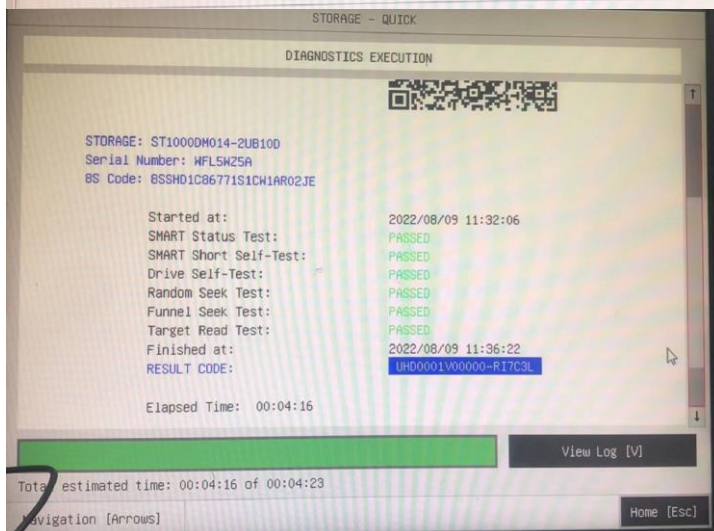 STORAGE - QUICK
DIAGNOSTICS EXECUTION
STORAGE: ST1000DM014-2UB10D
Serial Number: WFL5WZ5A
8S Code: 8SSHD1C86771S1CW1AR02JE
Started at: 2022/08/09 11:32:06
SMART Status Test: PASSED
SMART Short Self-Test: PASSED
Drive Self-Test: PASSED
Random Seek Test: PASSED
Funnel Seek Test: PASSED
Target Read Test: PASSED
Finished at: 2022/08/09 11:36:22
RESULT CODE: UHD0001V00000-RI7C3L
Elapsed Time: 00:04:16
View Log [V]
Total estimated time: 00:04:16 of 00:04:23
Navigation [Arrows]
Home [Esc]